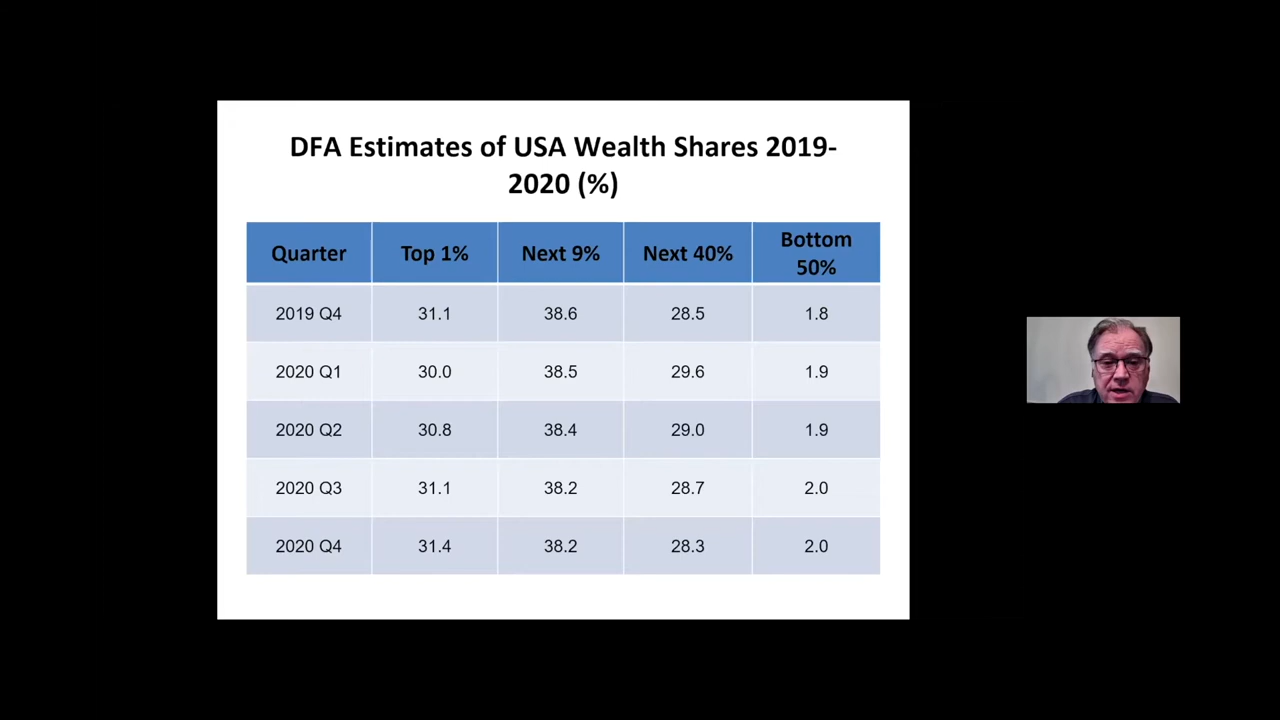 DFA Estimates of USA Wealth Shares 2019-
2020 (%)
Quarter Top 1% Next 9% Next 40% Bottom 50%
2019 Q4 31.1 38.6 28.5 1.8
2020 Q1 30.0 38.5 29.6 1.9
2020 Q2 30.8 38.4 29.0 1.9
2020 Q3 31.1 38.2 28.7 2.0
2020 Q4 31.4 38.2 28.3 2.0